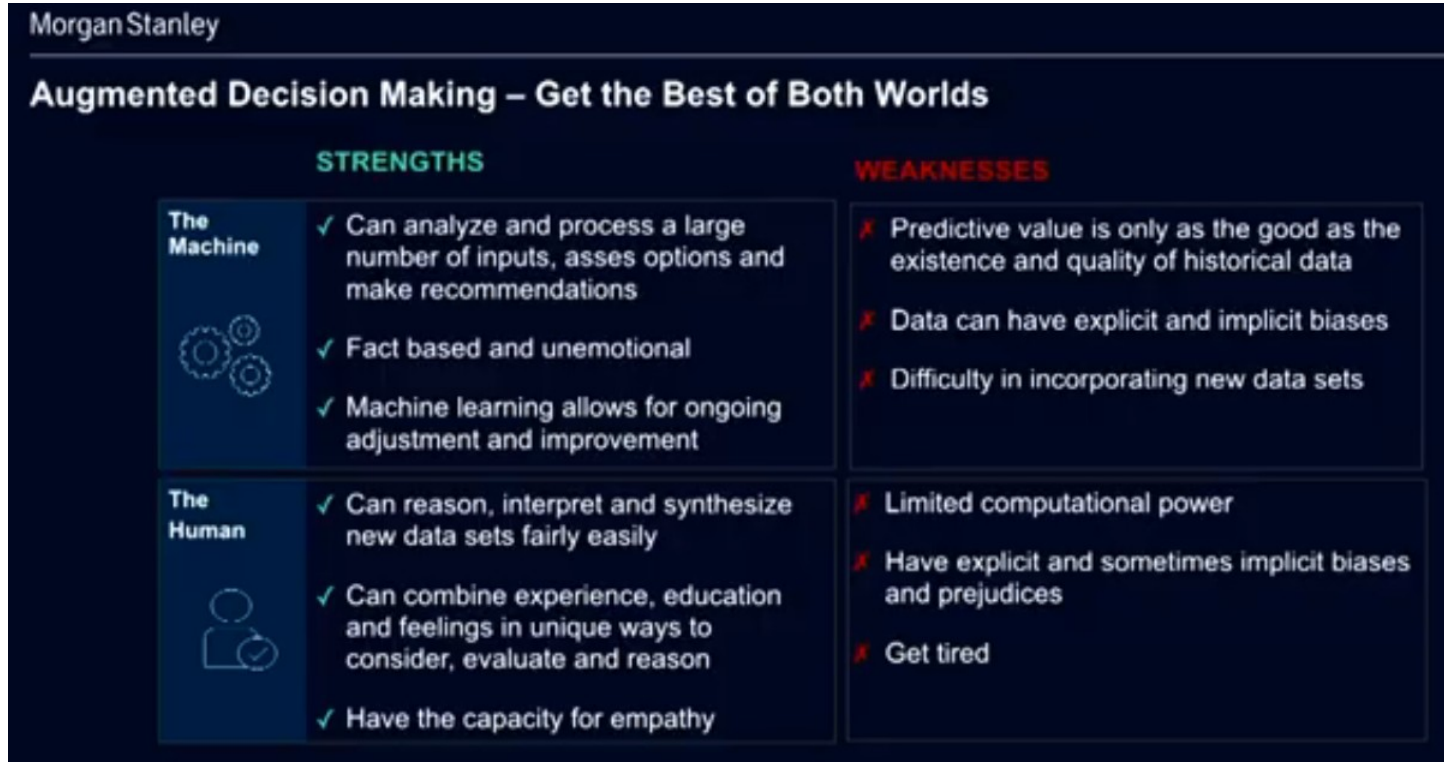 Morgan Stanley
Augmented Decision Making – Get the Best of Both Worlds
STRENGTHS
WEAKNESSES
The
Machine
✓ Can analyze and process a large
number of inputs, asses options and
make recommendations
✓ Fact based and unemotional
✓ Machine learning allows for ongoing
adjustment and improvement
✗ Predictive value is only as the good as the
existence and quality of historical data
✗ Data can have explicit and implicit biases
✗ Difficulty in incorporating new data sets
The
Human
✓ Can reason, interpret and synthesize
new data sets fairly easily
✓ Can combine experience, education
and feelings in unique ways to
consider, evaluate and reason
✓ Have the capacity for empathy
✗ Limited computational power
✗ Have explicit and sometimes implicit biases
and prejudices
✗ Get tired